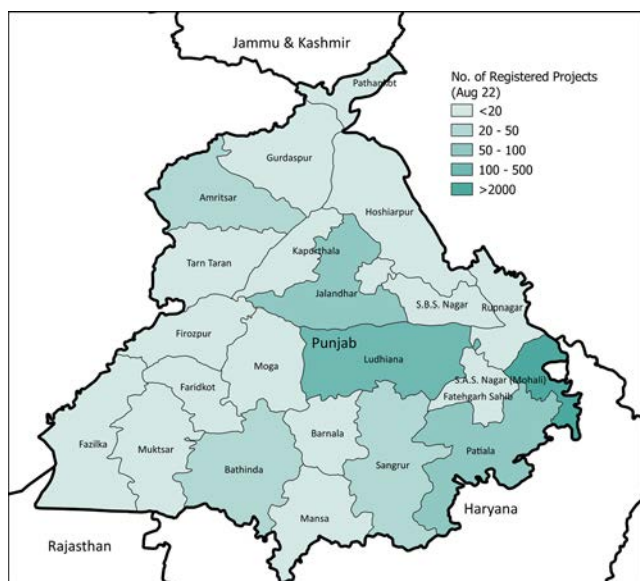 Jammu & Kashmir
No. of Registered Projects
(Aug 22)
<20
20 - 50
50 - 100
100 - 500
>2000
Pathankot
Gurdaspur
Amritsar
Hoshiarpur
Kapurthala
Tarn Taran
Jalandhar
S.B.S. Nagar
Rupnagar
Firozpur
Punjab
Moga
Ludhiana
S.A.S. Nagar (Mohali)
Faridkot
Fatehgarh Sahib
Fazilka
Muktsar
Barnala
Bathinda
Sangrur
Patiala
Mansa
Haryana
Rajasthan